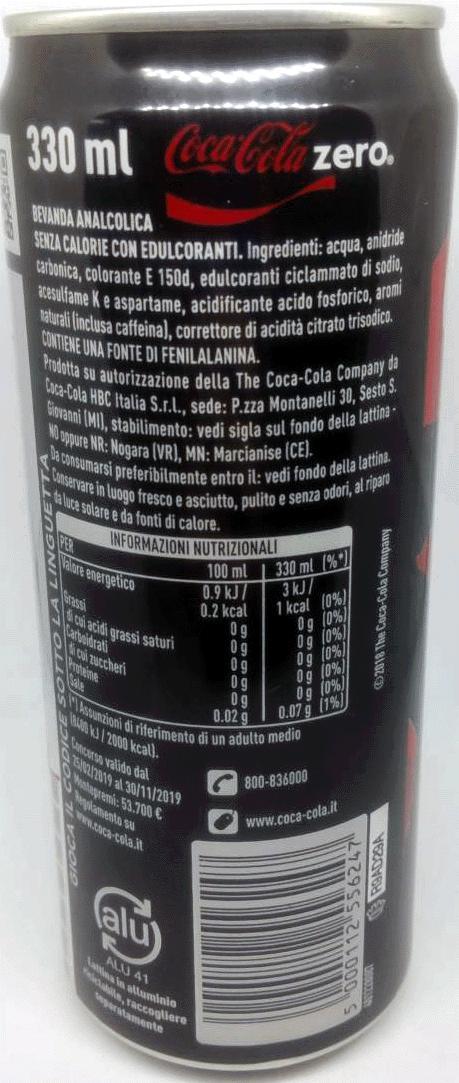 330 ml Coca-Cola zero.
BEVANDA ANALCOLICA
SENZA CALORIE CON EDULCORANTI. Ingredienti: acqua, anidride
carbonica, colorante E 150d, edulcoranti ciclammato di sodio,
acesulfame K e aspartame, acidificante acido fosforico, aromi
naturali (inclusa caffeina), correttore di acidità citrato trisodico.
CONTIENE UNA FONTE DI FENILALANINA.
Prodotta su autorizzazione della The Coca-Cola Company da
Coca-Cola HBC Italia S.r.l., sede: P.zza Montanelli 30, Sesto S.
Giovanni (MI), stabilimento: vedi sigla sul fondo della lattina -
NO oppure NR: Nogara (VR), MN: Marcianise (CE).
Da consumarsi preferibilmente entro il: vedi fondo della lattina.
Conservare in luogo fresco e asciutto, pulito e senza odori, al riparo
da luce solare e da fonti di calore.
INFORMAZIONI NUTRIZIONALI
PER 100 ml 330 ml (%*)
Valore energetico 0.9 kJ / 3 kJ /
0.2 kcal 1 kcal (0%)
Grassi 0 g 0 g (0%)
di cui acidi grassi saturi 0 g 0 g (0%)
Carboidrati 0 g 0 g (0%)
di cui zuccheri 0 g 0 g (0%)
Proteine 0 g 0 g (0%)
Sale 0.02 g 0.07 g (1%)
(*) Assunzioni di riferimento di un adulto medio
(8400 kJ / 2000 kcal).
Concorso valido dal
25/02/2019 al 30/11/2019
Montepremi: 53.700 €
Regolamento su
www.coca-cola.it
800-836000
www.coca-cola.it
GIOCA IL CODICE SOTTO LA LINGUETTA
© 2018 The Coca-Cola Company
alu
ALU 41
Lattina in alluminio
riciclabile, raccogliere
separatamente
5 000112 556247
R9AD29A